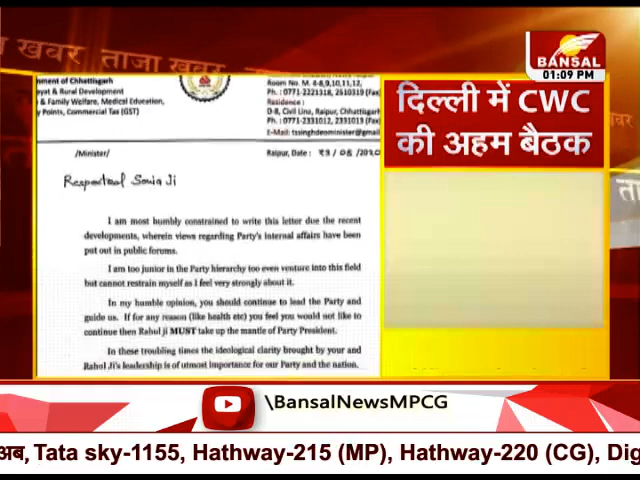 खबर ताजा खबर ताजा खबर
BANSAL
01:09 PM
दिल्ली में CWC
की अहम बैठक
nment of Chhattisgarh
yat & Rural Development
& Family Welfare, Medical Education,
y Points, Commercial Tax (GST)
Room No. M-6-8,9,10,11,12,
Ph. : 0771-2221318, 2510319 (Fax)
Residence :
D-8, Civil Line, Raipur, Chhattisgarh
Ph. : 0771-2331012, 2331013 (Fax)
E-Mail: tssinghdeominister@gmail
/Minister/
Raipur, Date : 23/08/2020
Respected Sonia Ji
I am most humbly constrained to write this letter due the recent
developments, wherein views regarding Party's internal affairs have been
put out in public forums.
I am too junior in the Party hierarchy too even venture into this field
but cannot restrain myself as I feel very strongly about it.
In my humble opinion, you should continue to lead the Party and
guide us. If for any reason (like health etc) you feel you would not like to
continue then Rahul ji MUST take up the mantle of Party President.
In these troubling times the ideological clarity brought by your and
Rahul Ji's leadership is of utmost importance for our Party and the nation.
\BansalNewsMPCG
अब, Tata sky-1155, Hathway-215 (MP), Hathway-220 (CG), Dig